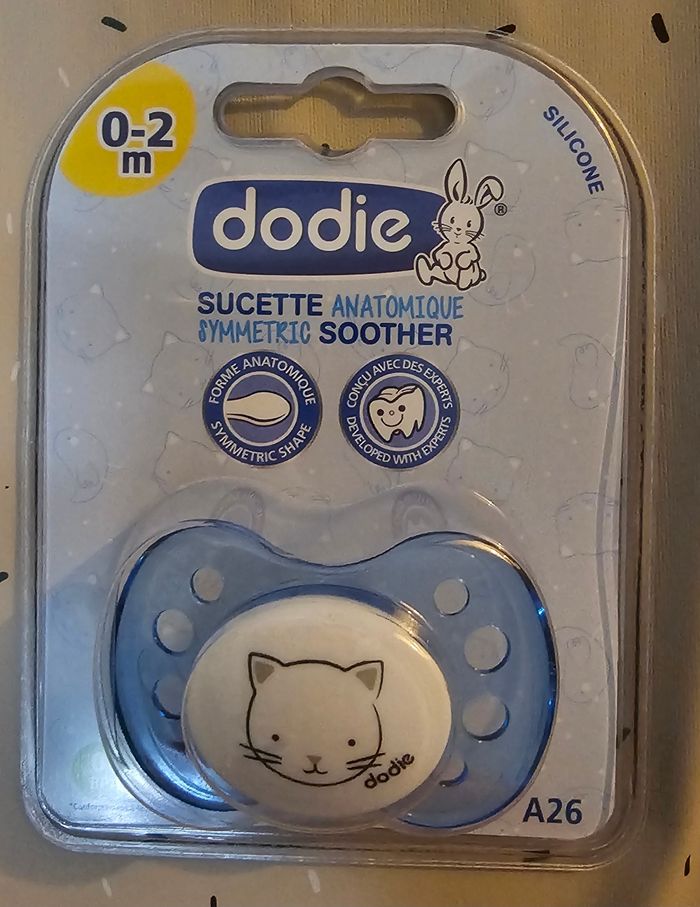 0-2
m
SILICONE
dodie®
SUCETTE ANATOMIQUE
SYMMETRIC SOOTHER
FORME ANATOMIQUE
SYMMETRIC SHAPE
CONÇU AVEC DES EXPERTS
DEVELOPED WITH EXPERTS
dodie
A26